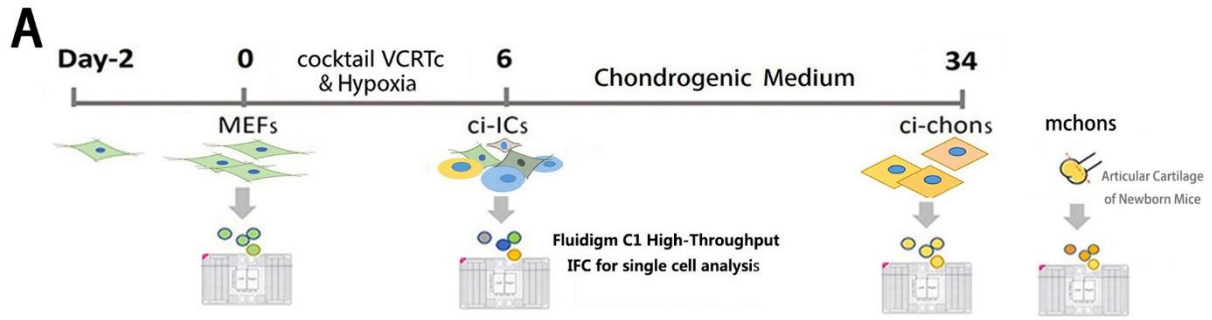 A
Day-2
0
cocktail VCRTc
& Hypoxia
6
Chondrogenic Medium
34
MEFs
ci-ICs
ci-chons
mchons
Articular Cartilage
of Newborn Mice
Fluidigm C1 High-Throughput
IFC for single cell analysis